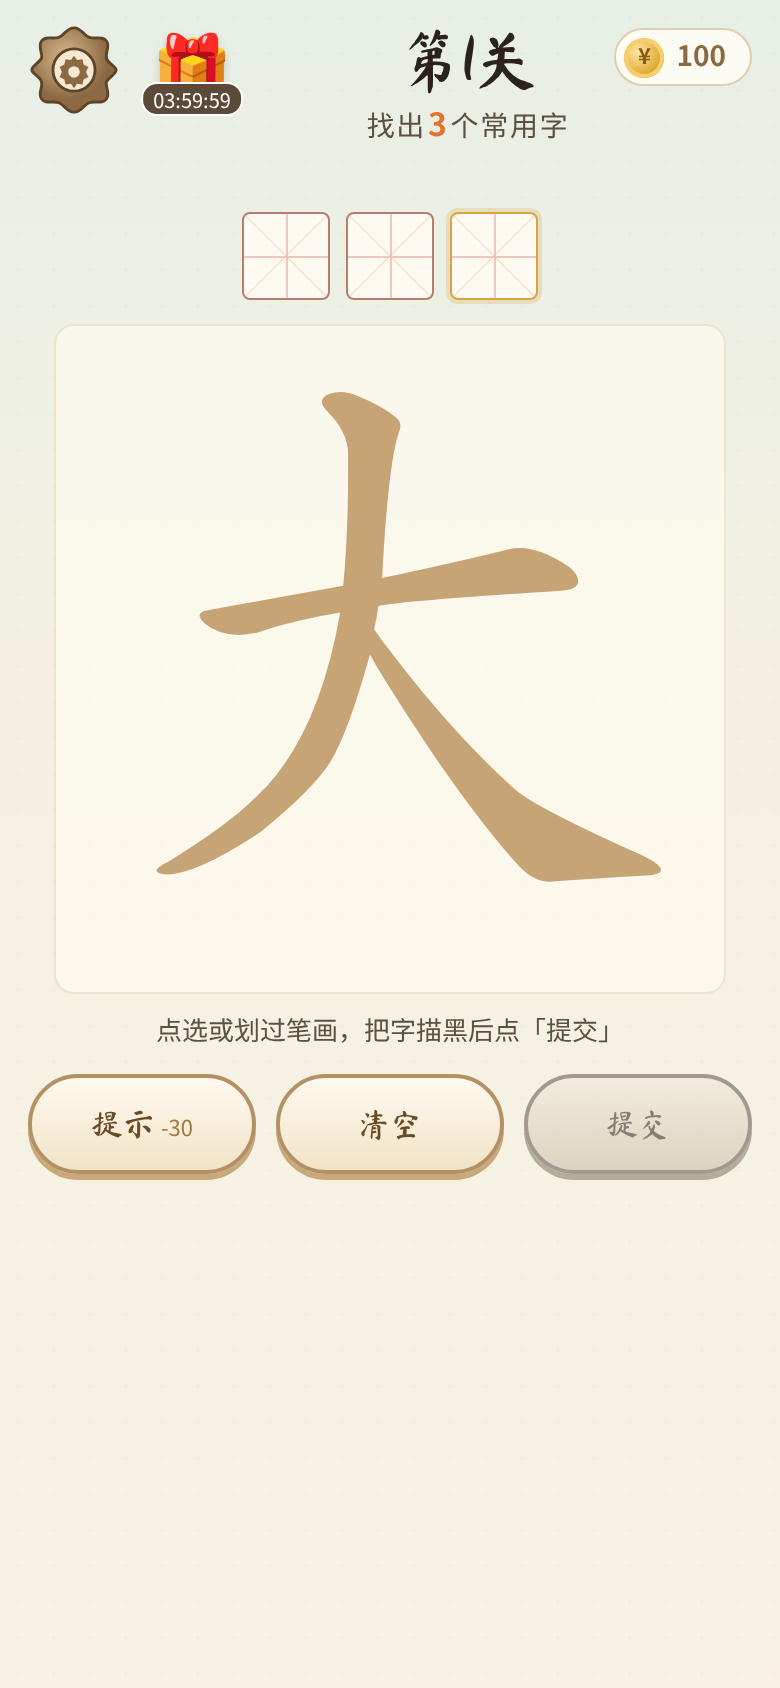 第1关
¥ 100
03:59:59
找出3个常用字
大
点选或划过笔画，把字描黑后点「提交」
提示 -30
清空
提交